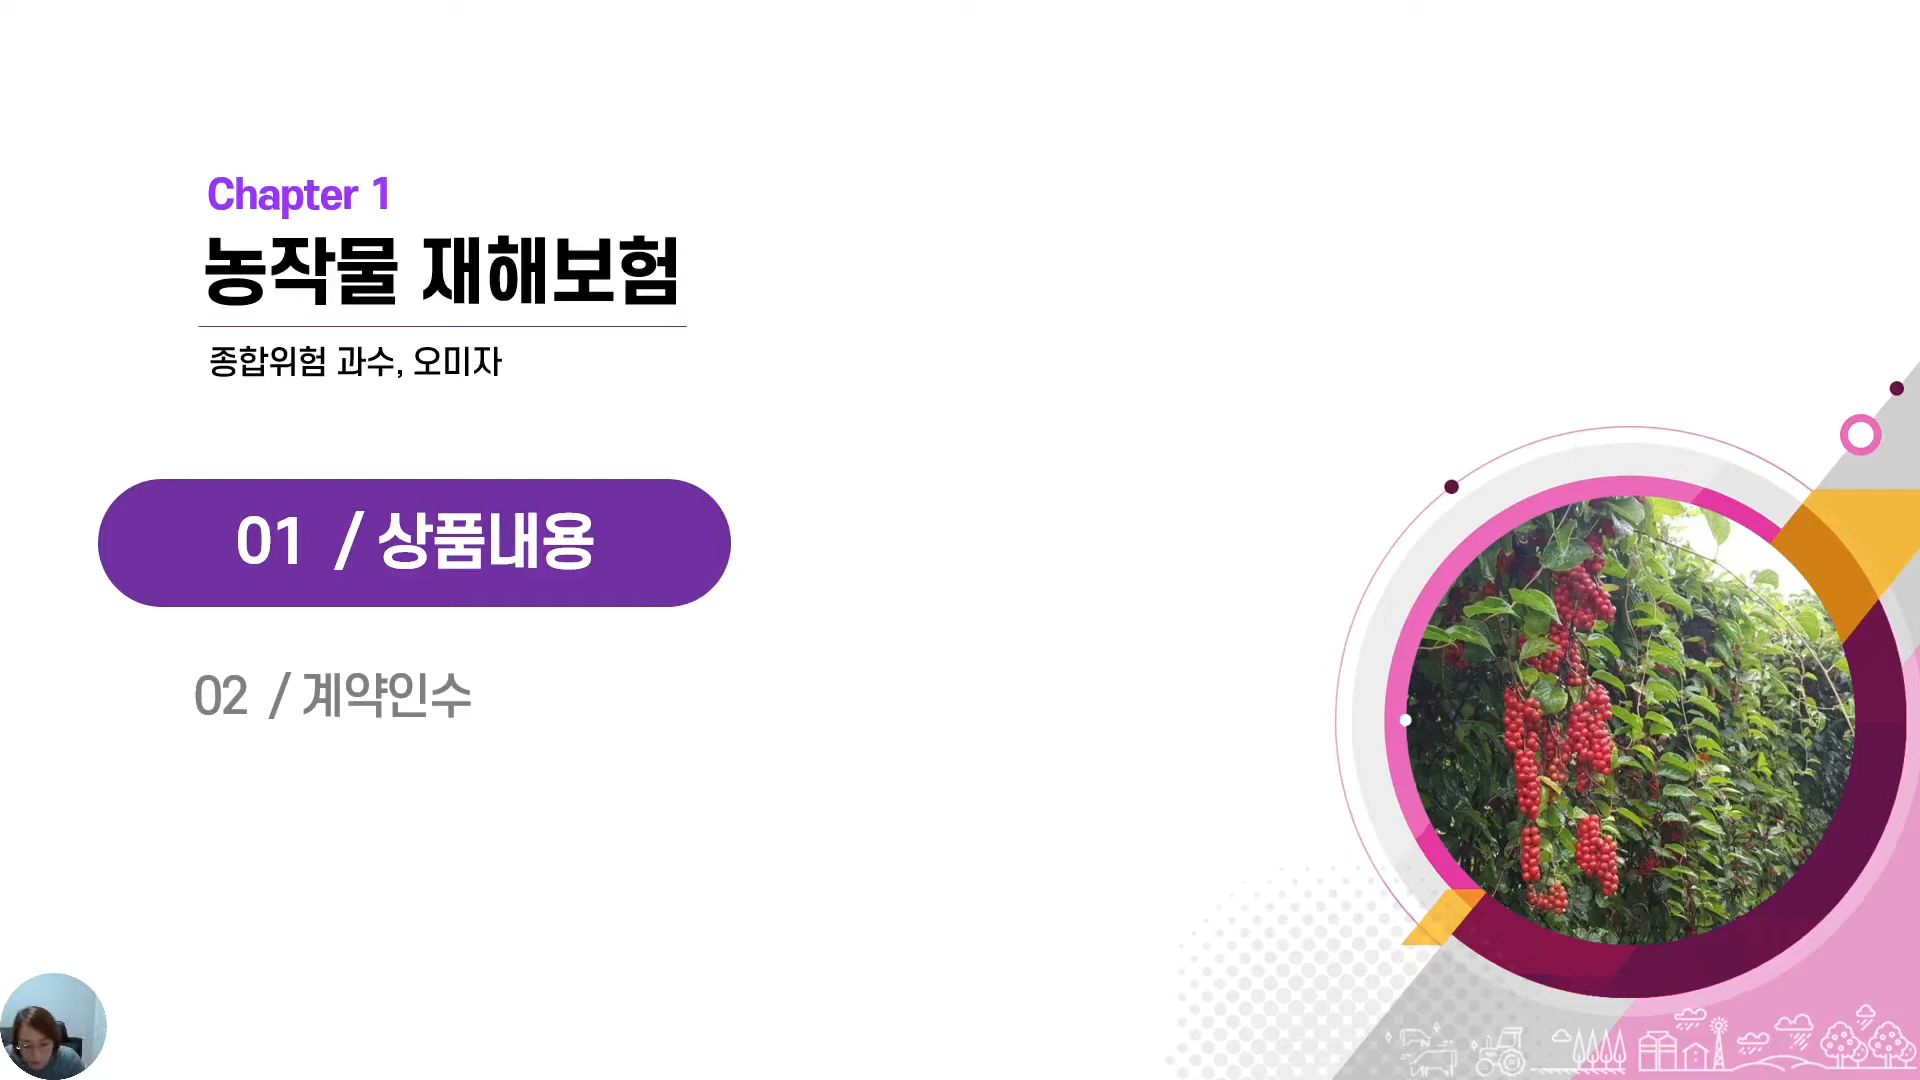 Chapter 1
농작물 재해보험
종합위험 과수, 오미자
01 / 상품내용
02 / 계약인수